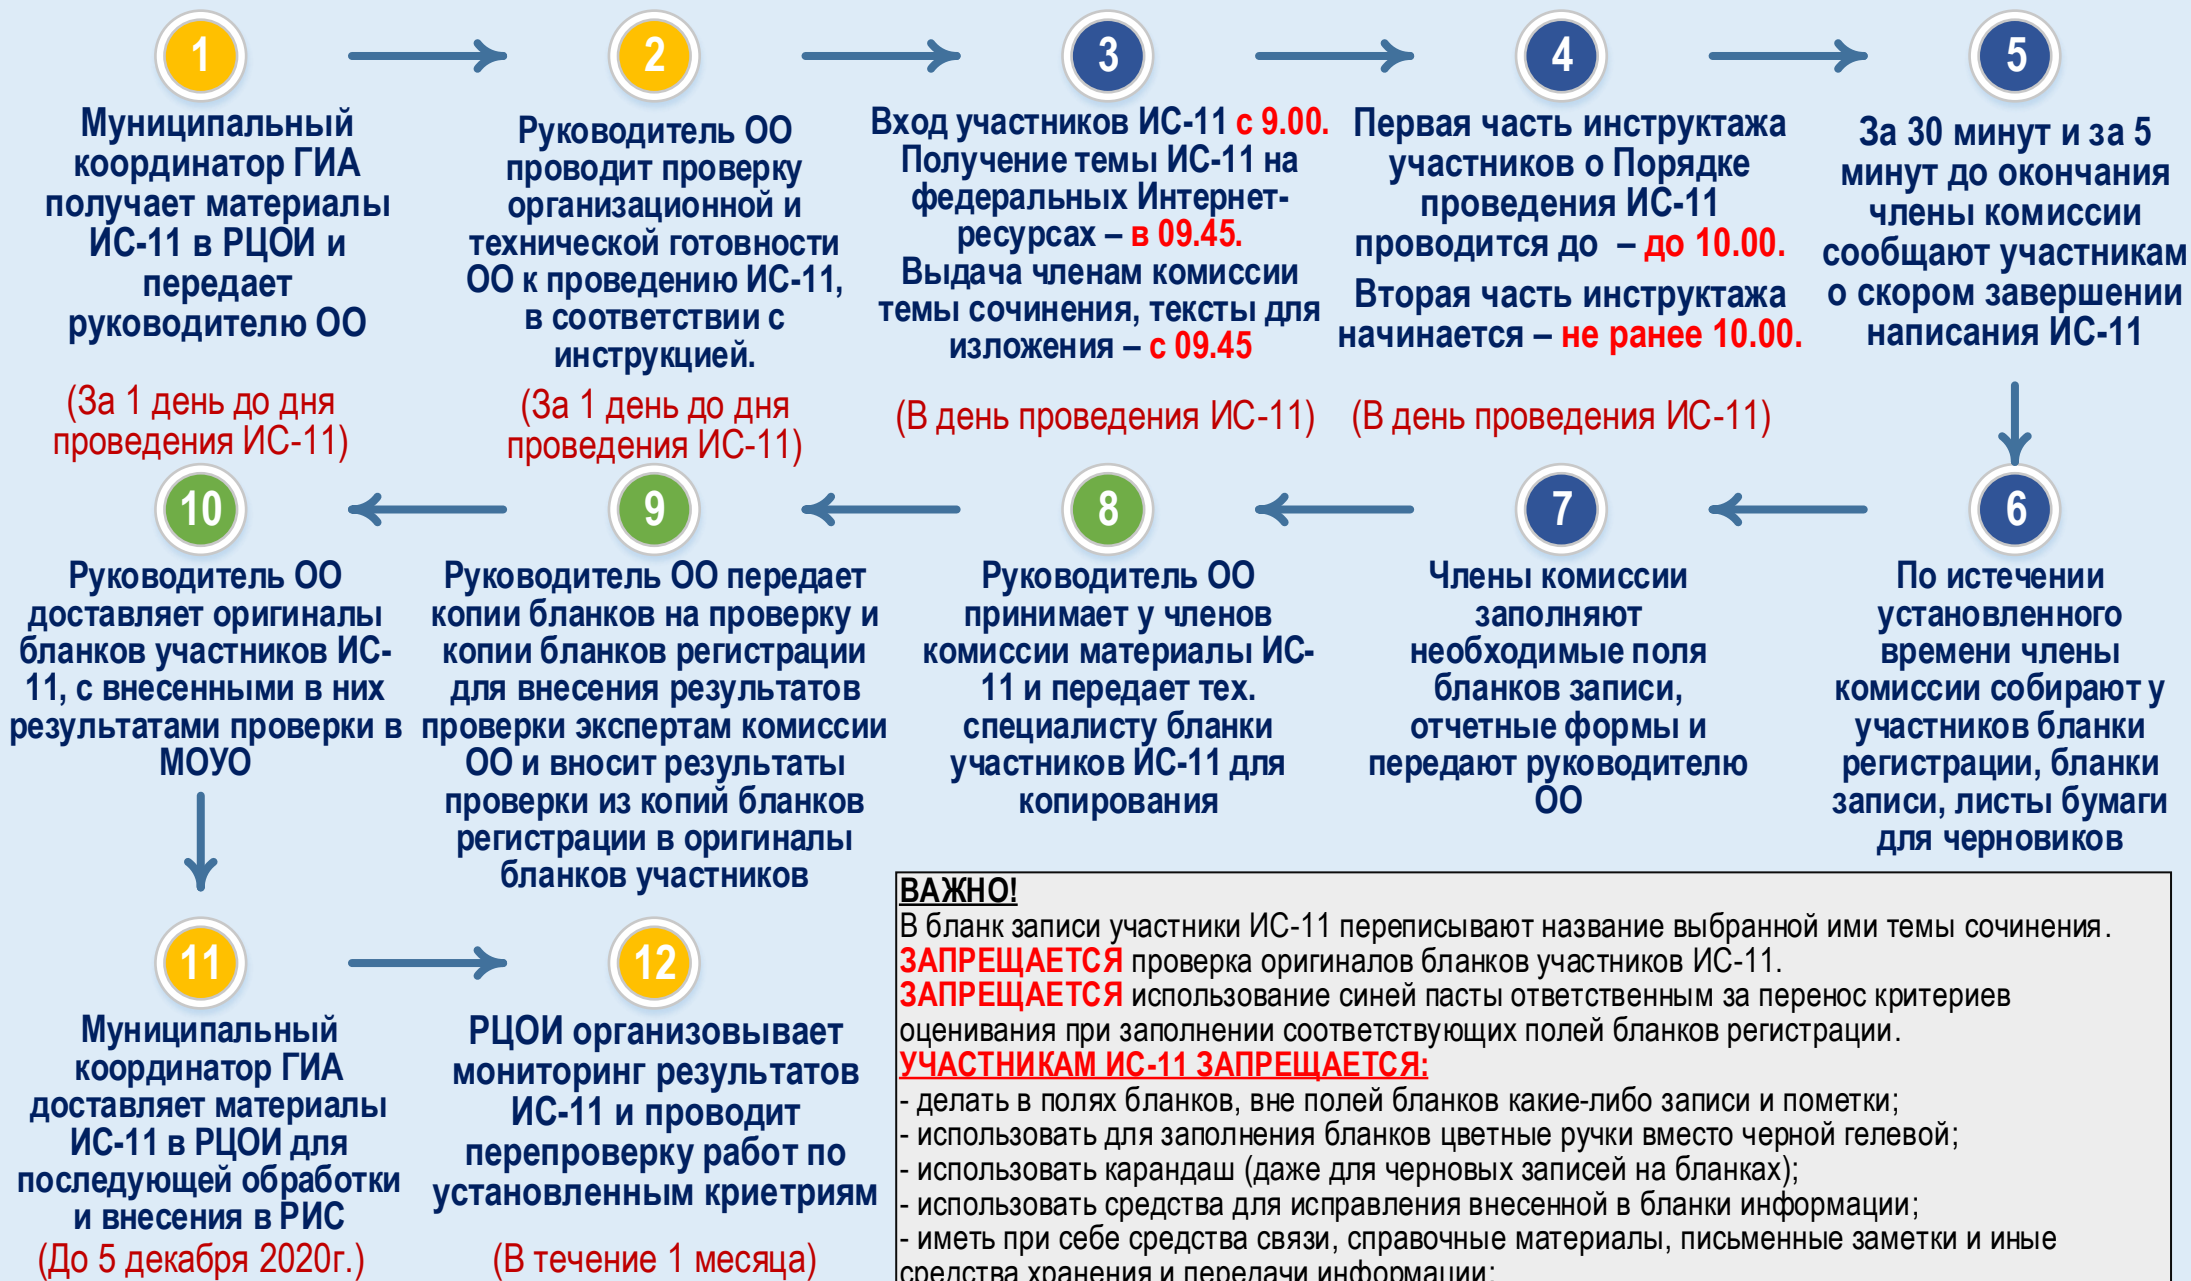 1
Муниципальный
координатор ГИА
получает материалы
ИС-11 в РЦОИ и
передает
руководителю ОО
(За 1 день до дня
проведения ИС-11)
2
Руководитель ОО
проводит проверку
организационной и
технической готовности
ОО к проведению ИС-11,
в соответствии с
инструкцией.
(За 1 день до дня
проведения ИС-11)
3
Вход участников ИС-11 с 9.00.
Получение темы ИС-11 на
федеральных Интернет-
ресурсах – в 09.45.
Выдача членам комиссии
темы сочинения, тексты для
изложения – с 09.45
(В день проведения ИС-11)
4
Первая часть инструктажа
участников о Порядке
проведения ИС-11
проводится до – до 10.00.
Вторая часть инструктажа
начинается – не ранее 10.00.
(В день проведения ИС-11)
5
За 30 минут и за 5
минут до окончания
члены комиссии
сообщают участникам
о скором завершении
написания ИС-11
6
По истечении
установленного
времени члены
комиссии собирают у
участников бланки
регистрации, бланки
записи, листы бумаги
для черновиков
7
Члены комиссии
заполняют
необходимые поля
бланков записи,
отчетные формы и
передают руководителю
ОО
8
Руководитель ОО
принимает у членов
комиссии материалы ИС-
11 и передает тех.
специалисту бланки
участников ИС-11 для
копирования
9
Руководитель ОО передает
копии бланков на проверку и
копии бланков регистрации
для внесения результатов
проверки экспертам комиссии
ОО и вносит результаты
проверки из копий бланков
регистрации в оригиналы
бланков участников
10
Руководитель ОО
доставляет оригиналы
бланков участников ИС-
11, с внесенными в них
результатами проверки в
МОУО
11
Муниципальный
координатор ГИА
доставляет материалы
ИС-11 в РЦОИ для
последующей обработки
и внесения в РИС
(До 5 декабря 2020г.)
12
РЦОИ организовывает
мониторинг результатов
ИС-11 и проводит
перепроверку работ по
установленным криетриям
(В течение 1 месяца)
ВАЖНО!
В бланк записи участники ИС-11 переписывают название выбранной ими темы сочинения.
ЗАПРЕЩАЕТСЯ проверка оригиналов бланков участников ИС-11.
ЗАПРЕЩАЕТСЯ использование синей пасты ответственным за перенос критериев
оценивания при заполнении соответствующих полей бланков регистрации.
УЧАСТНИКАМ ИС-11 ЗАПРЕЩАЕТСЯ:
- делать в полях бланков, вне полей бланков какие-либо записи и пометки;
- использовать для заполнения бланков цветные ручки вместо черной гелевой;
- использовать карандаш (даже для черновых записей на бланках);
- использовать средства для исправления внесенной в бланки информации;
- иметь при себе средства связи, справочные материалы, письменные заметки и иные
средства хранения и передачи информации;